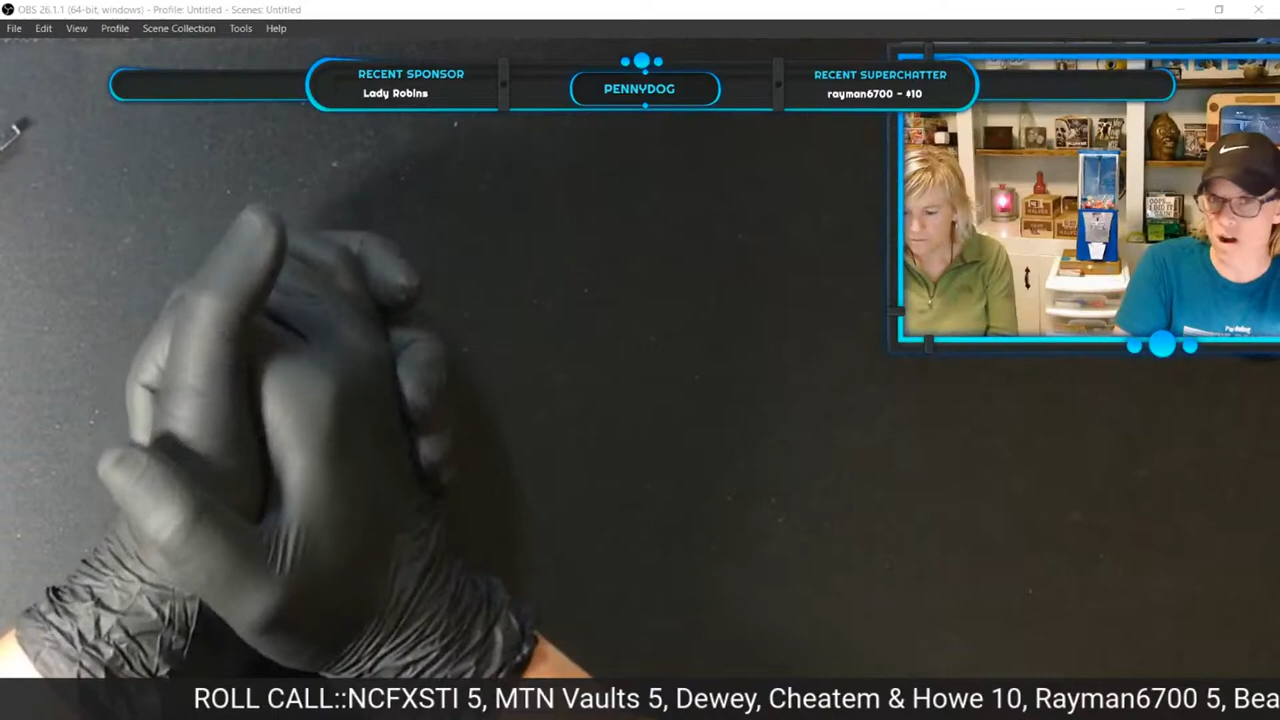 OBS 26.1.1 (64-bit, windows) - Profile: Untitled - Scenes: Untitled
File Edit View Profile Scene Collection Tools Help
RECENT SPONSOR
Lady Robins
PENNYDOG
RECENT SUPERCHATTER
rayman6700 - $10
ROLL CALL::NCFXSTI 5, MTN Vaults 5, Dewey, Cheatem & Howe 10, Rayman6700 5, Bea